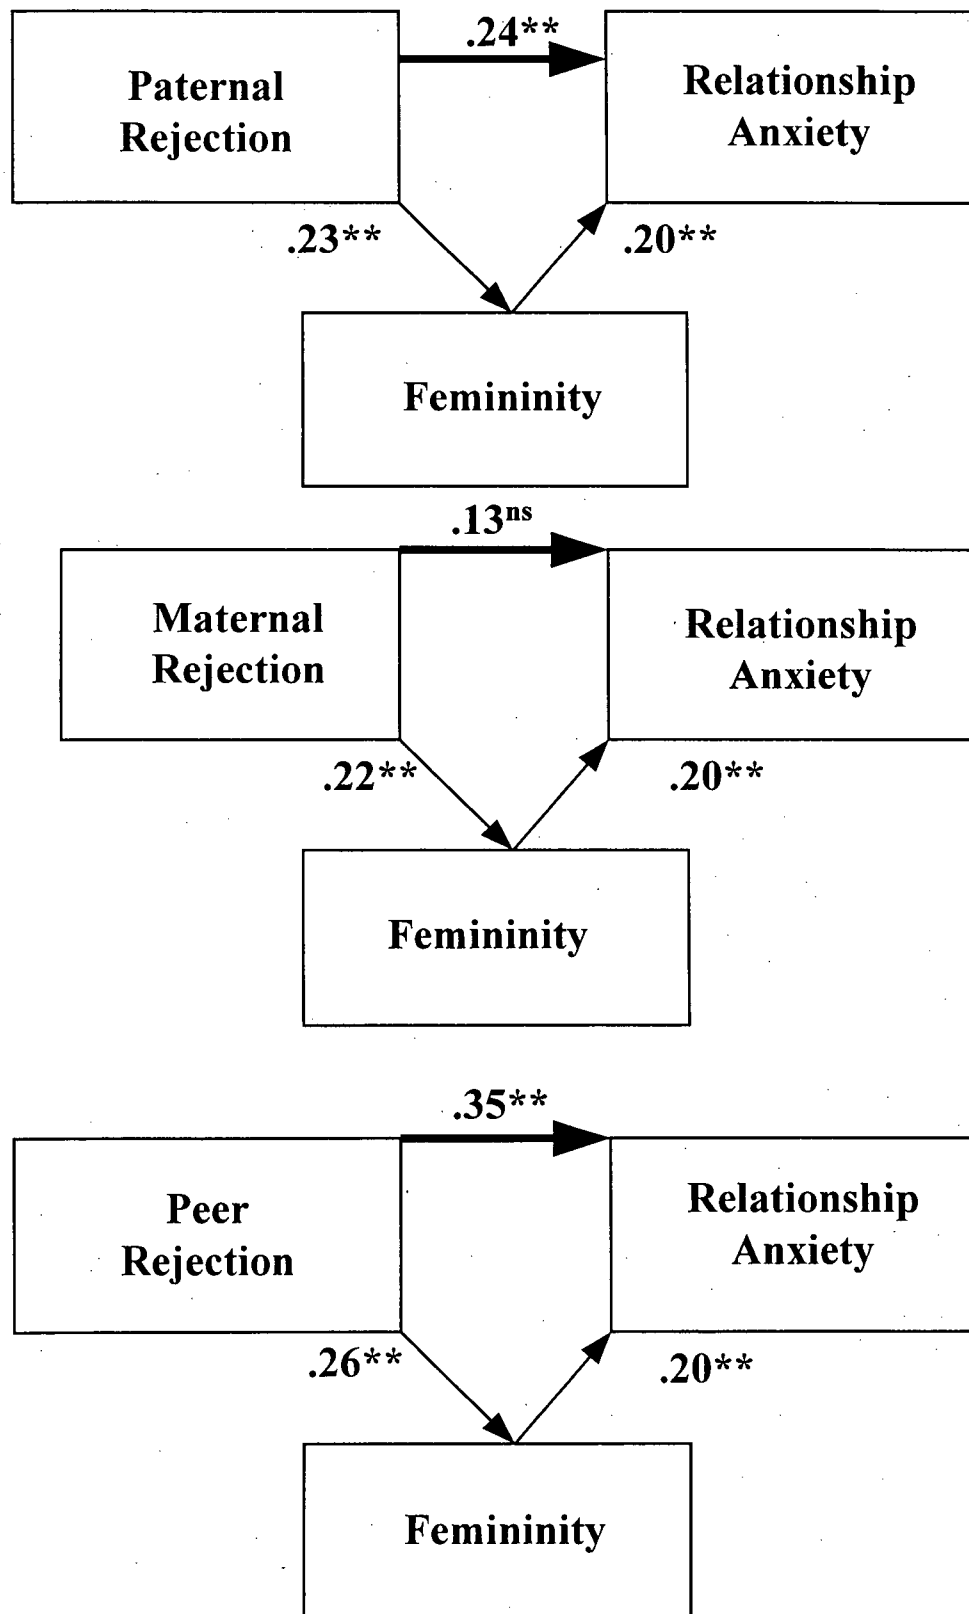 .24**
Paternal
Rejection
Relationship
Anxiety
.23**
.20**
Femininity
.13ns
Maternal
Rejection
Relationship
Anxiety
.22**
.20**
Femininity
.35**
Peer
Rejection
Relationship
Anxiety
.26**
.20**
Femininity